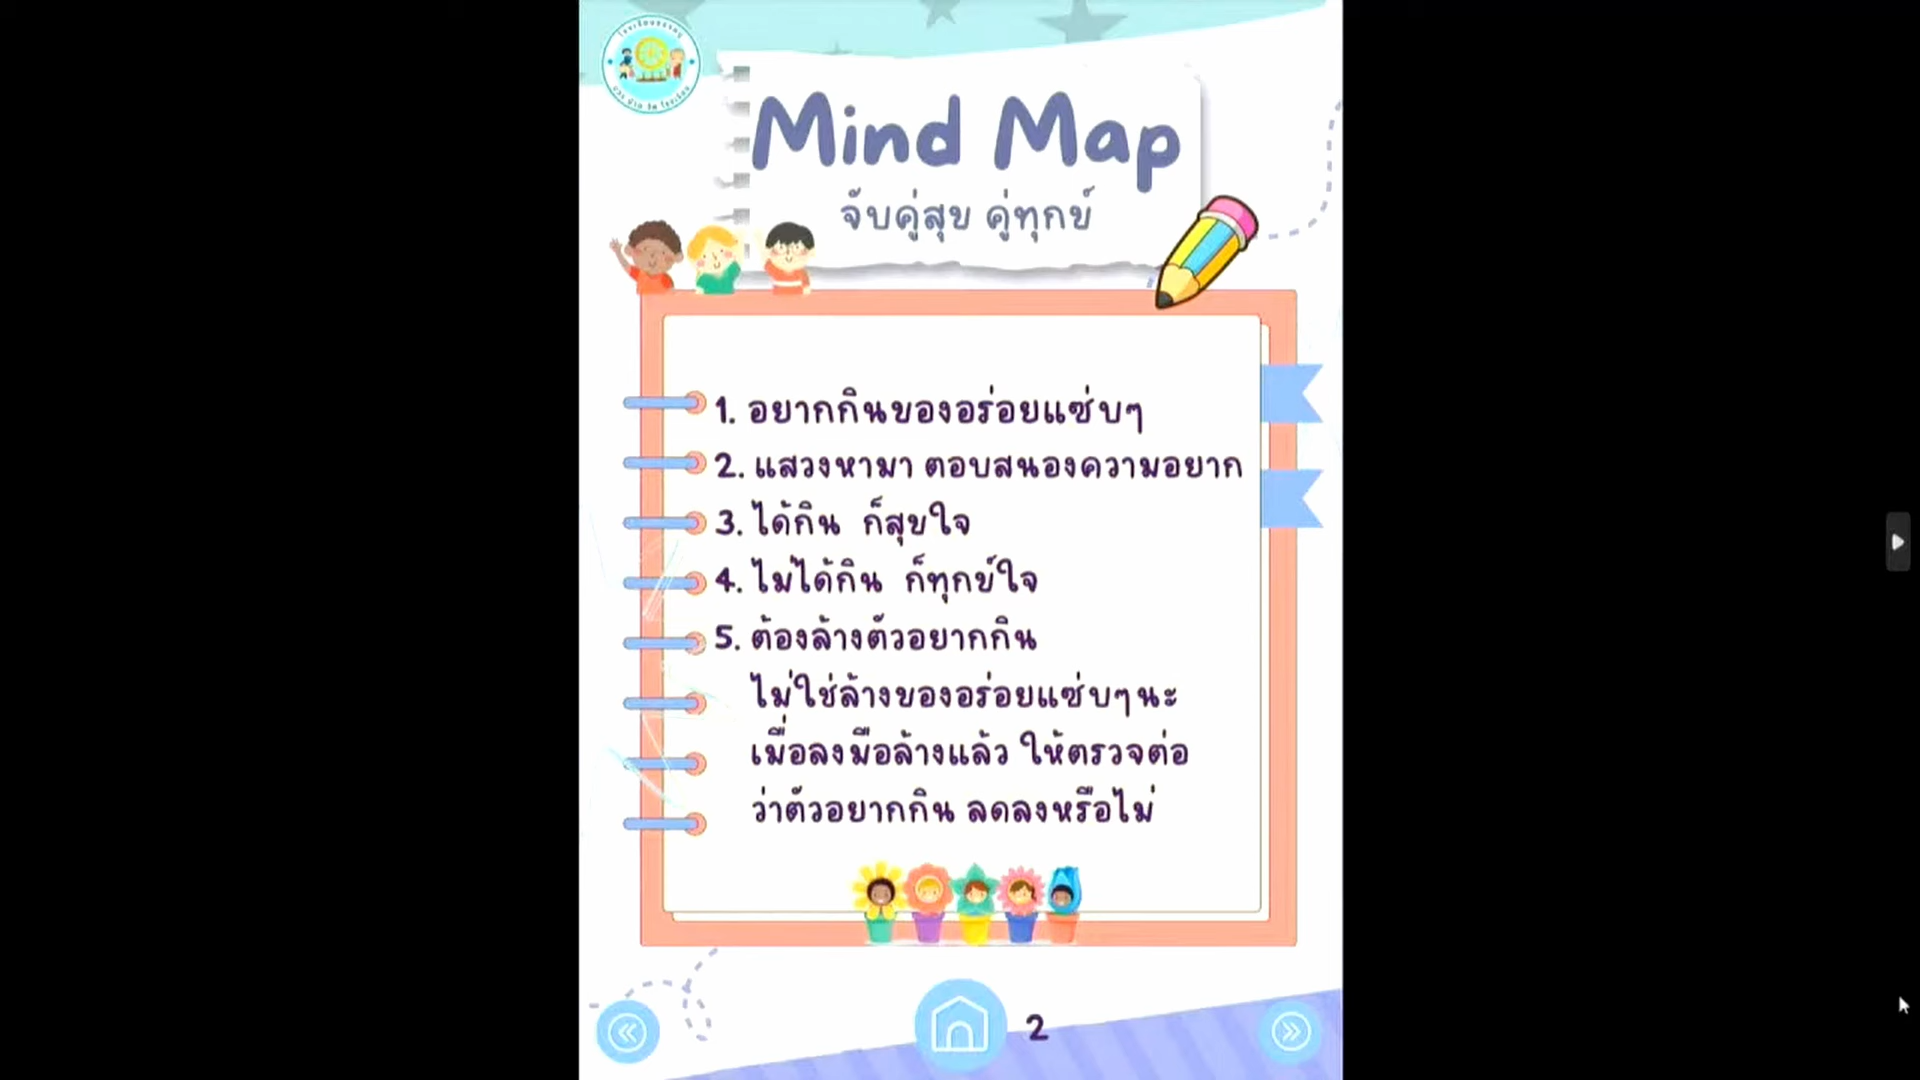 Mind Map
จับคู่สุข คู่ทุกข์
1. อยากกินของอร่อยแซ่บๆ
2. แสวงหามา ตอบสนองความอยาก
3. ได้กิน ก็สุขใจ
4. ไม่ได้กิน ก็ทุกข์ใจ
5. ต้องล้างตัวอยากกิน
ไม่ใช่ล้างของอร่อยแซ่บๆนะ
เมื่อลงมือล้างแล้ว ให้ตรวจต่อ
ว่าตัวอยากกิน ลดลงหรือไม่
2